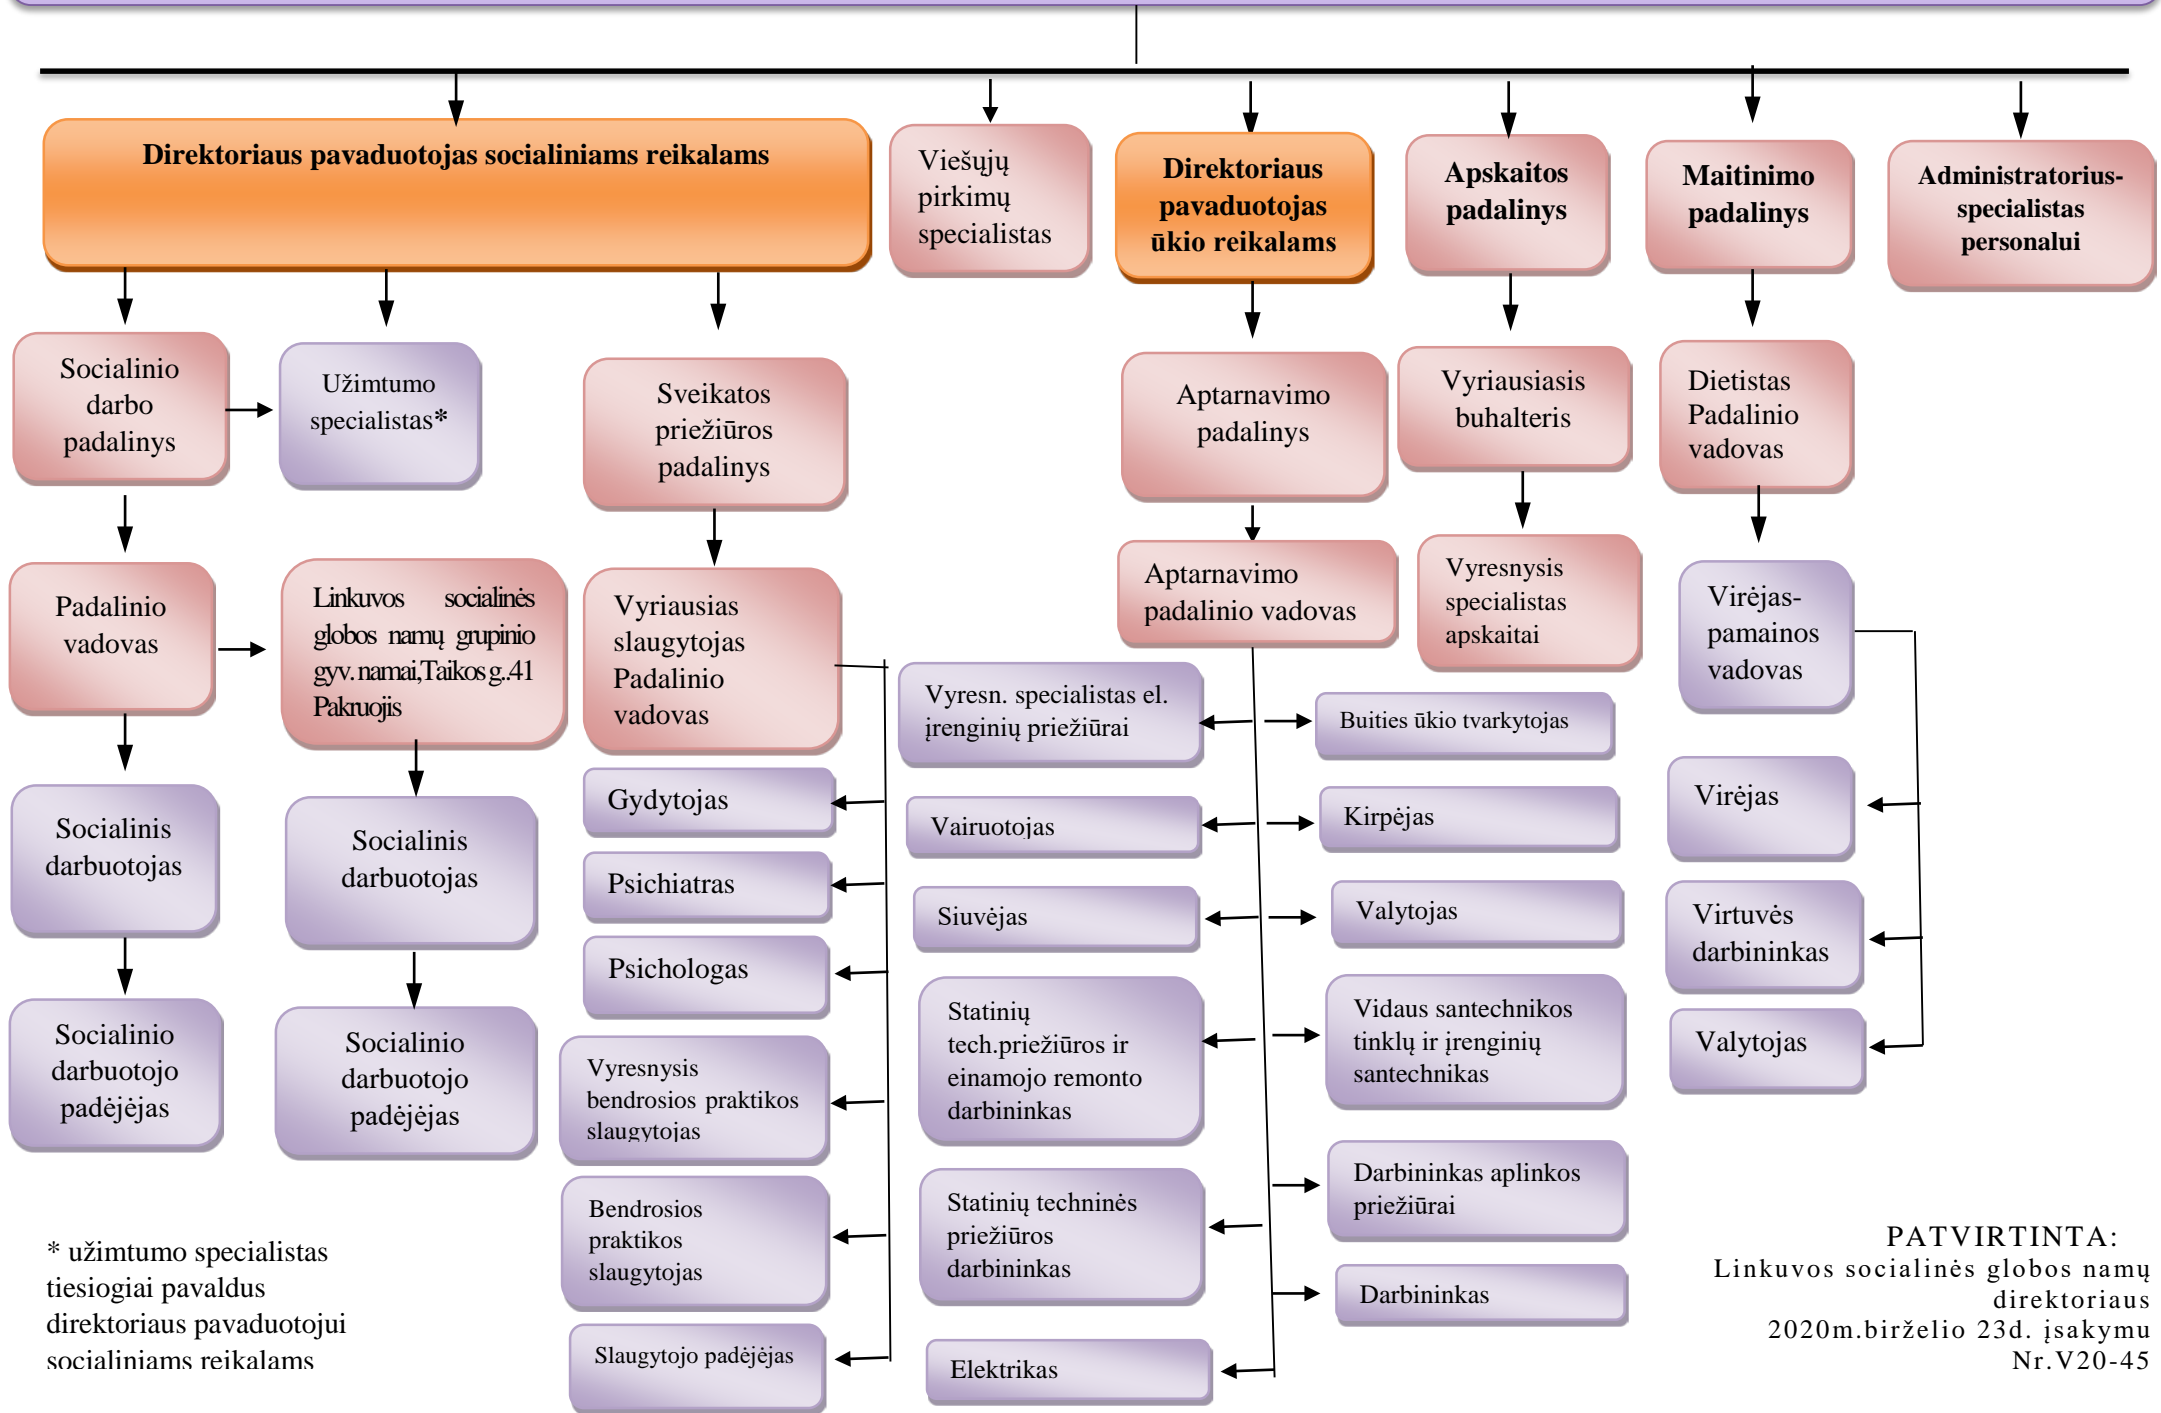 Direktoriaus pavaduotojas socialiniams reikalams
Viešųjų
pirkimų
specialistas
Direktoriaus
pavaduotojas
ūkio reikalams
Apskaitos
padalinys
Maitinimo
padalinys
Administratorius-
specialistas
personalui
Socialinio
darbo
padalinys
Užimtumo
specialistas*
Sveikatos
priežiūros
padalinys
Aptarnavimo
padalinys
Vyriausiasis
buhalteris
Dietistas
Padalinio
vadovas
Padalinio
vadovas
Linkuvos socialinės
globos namų grupinio
gyv. namai,Taikos g..41
Pakruojis
Vyriausias
slaugytojas
Padalinio
vadovas
Aptarnavimo
padalinio vadovas
Vyresnysis
specialistas
apskaitai
Virėjas-
pamainos
vadovas
Vyresn. specialistas el.
įrenginių priežiūrai
Buities ūkio tvarkytojas
Gydytojas
Vairuotojas
Kirpėjas
Virėjas
Socialinis
darbuotojas
Socialinis
darbuotojas
Psichiatras
Siuvėjas
Valytojas
Virtuvės
darbininkas
Psichologas
Statinių
tech.priežiūros ir
einamojo remonto
darbininkas
Vidaus santechnikos
tinklų ir įrenginių
santechnikas
Valytojas
Socialinio
darbuotojo
padėjėjas
Socialinio
darbuotojo
padėjėjas
Vyresnysis
bendrosios praktikos
slaugytojas
Darbininkas aplinkos
priežiūrai
Bendrosios
praktikos
slaugytojas
Statinių techninės
priežiūros
darbininkas
Darbininkas
Slaugytojo padėjėjas
Elektrikas
* užimtumo specialistas
tiesiogiai pavaldus
direktoriaus pavaduotojui
socialiniams reikalams
PATVIRTINTA:
Linkuvos socialinės globos namų
direktoriaus
2020m.birželio 23d. įsakymu
Nr.V20-45